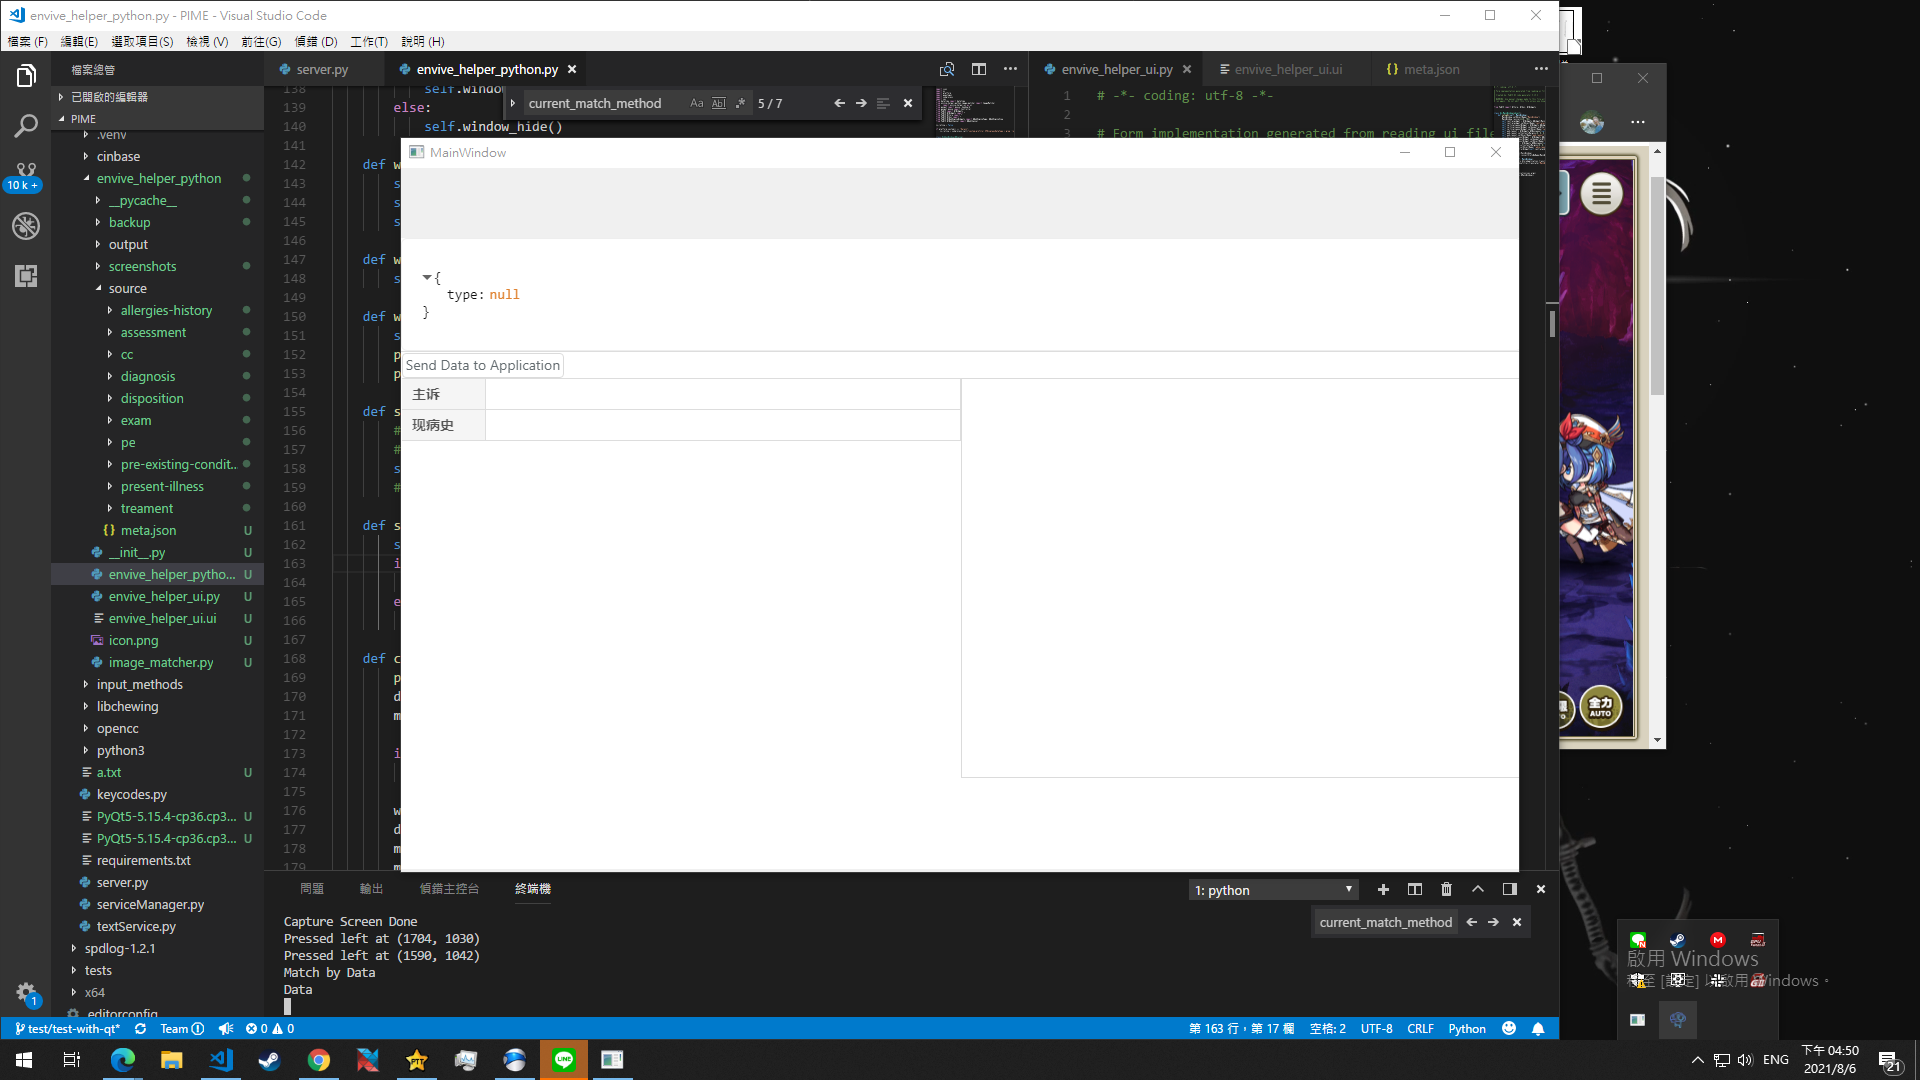 envive_helper_python.py - PIME - Visual Studio Code
檔案 (F) 編輯(E) 選取項目(S) 檢視 (V) 前往(G) 偵錯 (D) 工作(T) 說明 (H)
檔案總管
已開啟的編輯器
PIME
.venv
cinbase
envive_helper_python
__pycache__
backup
output
screenshots
source
allergies-history
assessment
cc
diagnosis
disposition
exam
pe
pre-existing-condit...
present-illness
treament
meta.json U
__init__.py U
envive_helper_pytho... U
envive_helper_ui.py U
envive_helper_ui.ui U
icon.png U
image_matcher.py U
input_methods
libchewing
opencc
python3
a.txt U
keycodes.py
PyQt5-5.15.4-cp36.cp3... U
PyQt5-5.15.4-cp36.cp3... U
requirements.txt
server.py
serviceManager.py
textService.py
spdlog-1.2.1
tests
x64
.editorconfig
10 k +
1
server.py
envive_helper_python.py
current_match_method Aa Abl .* 5 / 7
138 self.window
139 else:
140 self.window_hide()
141
142 def w
143 s
144 s
145 s
146
147 def w
148 s
149
150 def w
151 s
152 p
153 p
154
155 def s
156 #
157 #
158 s
159 #
160
161 def s
162 s
163 i
164
165 e
166
167
168 def c
169 p
170 d
171 m
172
173 i
174
175
176 w
177 d
178 m
179 m
envive_helper_ui.py
envive_helper_ui.ui
meta.json
1 # -*- coding: utf-8 -*-
2
3 # Form implementation generated from reading ui file
MainWindow
{
type: null
}
Send Data to Application
主诉
现病史
問題 輸出 偵錯主控台 終端機
1: python
current_match_method
Capture Screen Done
Pressed left at (1704, 1030)
Pressed left at (1590, 1042)
Match by Data
Data
test/test-with-qt* Team 0 0
第 163 行，第 17 欄 空格: 2 UTF-8 CRLF Python
全力
AUTO
啟用 Windows
移至 [設定] 以啟用 Windows。
PTT
LINE
ENG
下午 04:50
2021/8/6
21